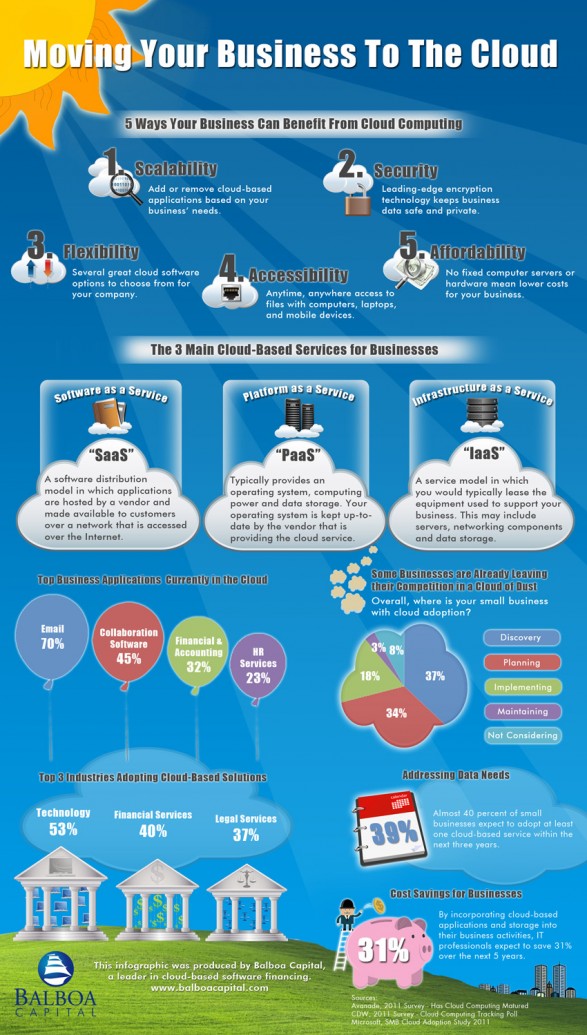 Moving Your Business To The Cloud
5 Ways Your Business Can Benefit From Cloud Computing
1. Scalability
Add or remove cloud-based
applications based on your
business' needs.
2. Security
Leading-edge encryption
technology keeps business
data safe and private.
3. Flexibility
Several great cloud software
options to choose from for
your company.
4. Accessibility
Anytime, anywhere access to
files with computers, laptops,
and mobile devices.
5. Affordability
No fixed computer servers or
hardware mean lower costs
for your business.
The 3 Main Cloud-Based Services for Businesses
Software as a Service
"SaaS"
A software distribution
model in which applications
are hosted by a vendor and
made available to customers
over a network that is accessed
over the Internet.
Platform as a Service
"PaaS"
Typically provides an
operating system, computing
power and data storage. Your
operating system is kept up-to-
date by the vendor that is
providing the cloud service.
Infrastructure as a Service
"IaaS"
A service model in which
you would typically lease the
equipment used to support your
business. This may include
servers, networking components
and data storage.
Top Business Applications Currently in the Cloud
Email
70%
Collaboration
Software
45%
Financial &
Accounting
32%
HR
Services
23%
Some Businesses are Already Leaving
their Competition in a Cloud of Dust
Overall, where is your small business
with cloud adoption?
3%
8%
37%
18%
34%
Discovery
Planning
Implementing
Maintaining
Not Considering
Top 3 Industries Adopting Cloud-Based Solutions
Technology
53%
Financial Services
40%
Legal Services
37%
Addressing Data Needs
calendar
39%
Almost 40 percent of small
businesses expect to adopt at least
one cloud-based service within the
next three years.
Cost Savings for Businesses
31%
By incorporating cloud-based
applications and storage into
their business activities, IT
professionals expect to save 31%
over the next 5 years.
BALBOA
CAPITAL
This infographic was produced by Balboa Capital,
a leader in cloud-based software financing.
www.balboacapital.com
Sources:
Avanade, 2011 Survey - Has Cloud Computing Matured
CDW, 2011 Survey - Cloud Computing Tracking Poll
Microsoft, SMB Cloud Adoption Study 2011